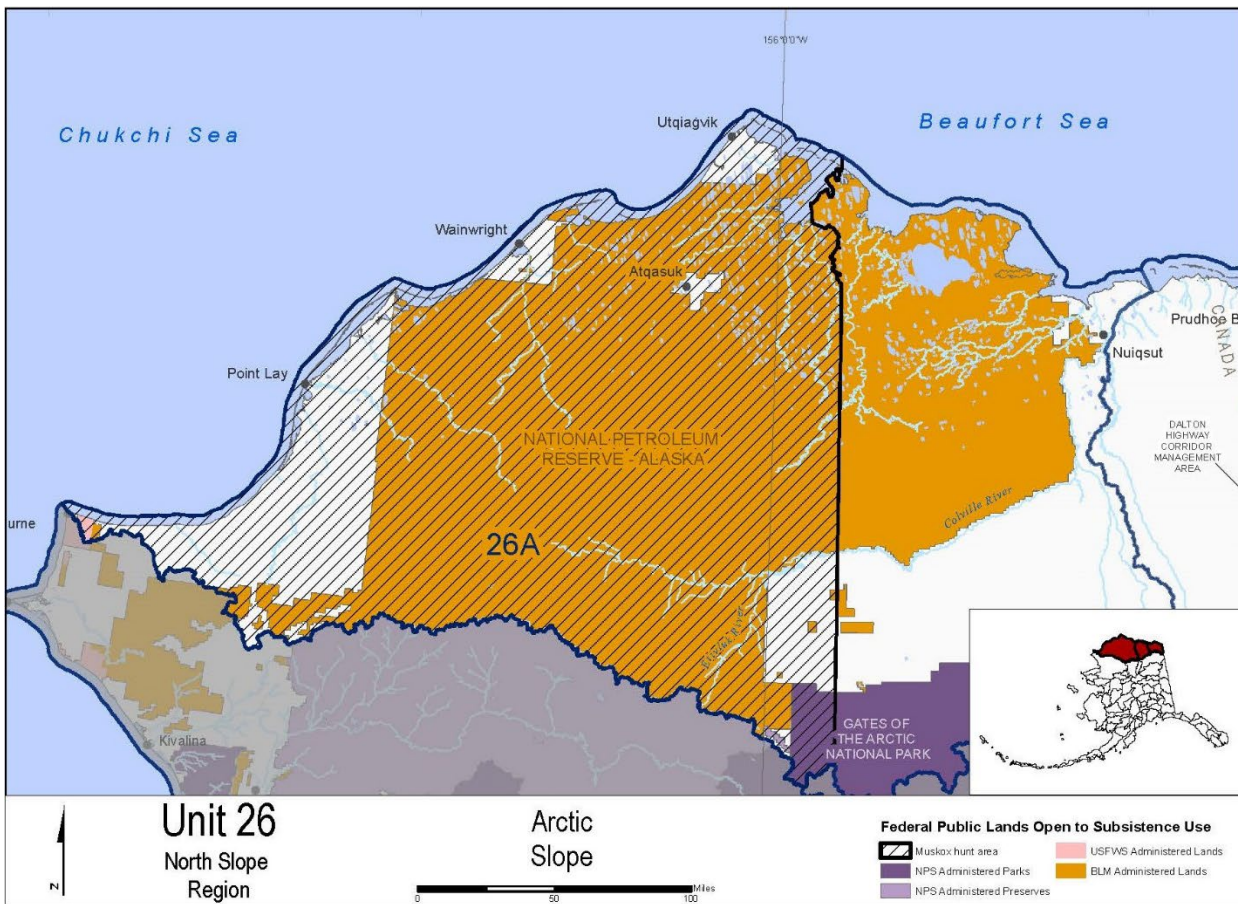 156°0'0"W
Utqiaġvik
Chukchi Sea
Beaufort Sea
Wainwright
Atqasuk
Prudhoe B
CANADA
Nuiqsut
Point Lay
NATIONAL PETROLEUM
RESERVE - ALASKA
DALTON
HIGHWAY
CORRIDOR
MANAGEMENT
AREA
Colville River
urne
26A
Kivalina
GATES OF
THE ARCTIC
NATIONAL PARK
Unit 26
North Slope
Region
Arctic
Slope
N
0 50 100 Miles
Federal Public Lands Open to Subsistence Use
Muskox hunt area
USFWS Administered Lands
NPS Administered Parks
BLM Administered Lands
NPS Administered Preserves